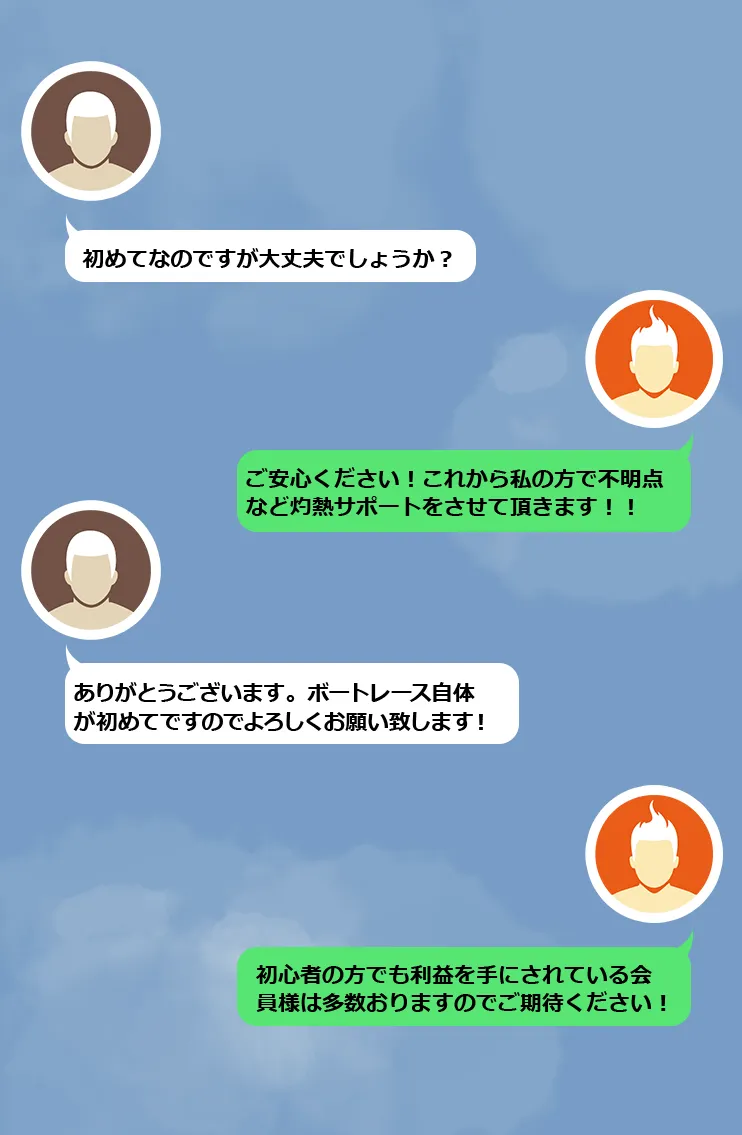 初めてなのですが大丈夫でしょうか？
ご安心ください！これから私の方で不明点
など灼熱サポートをさせて頂きます！！
ありがとうございます。ボートレース自体
が初めてですのでよろしくお願い致します！
初心者の方でも利益を手にされている会
員様は多数おりますのでご期待ください！